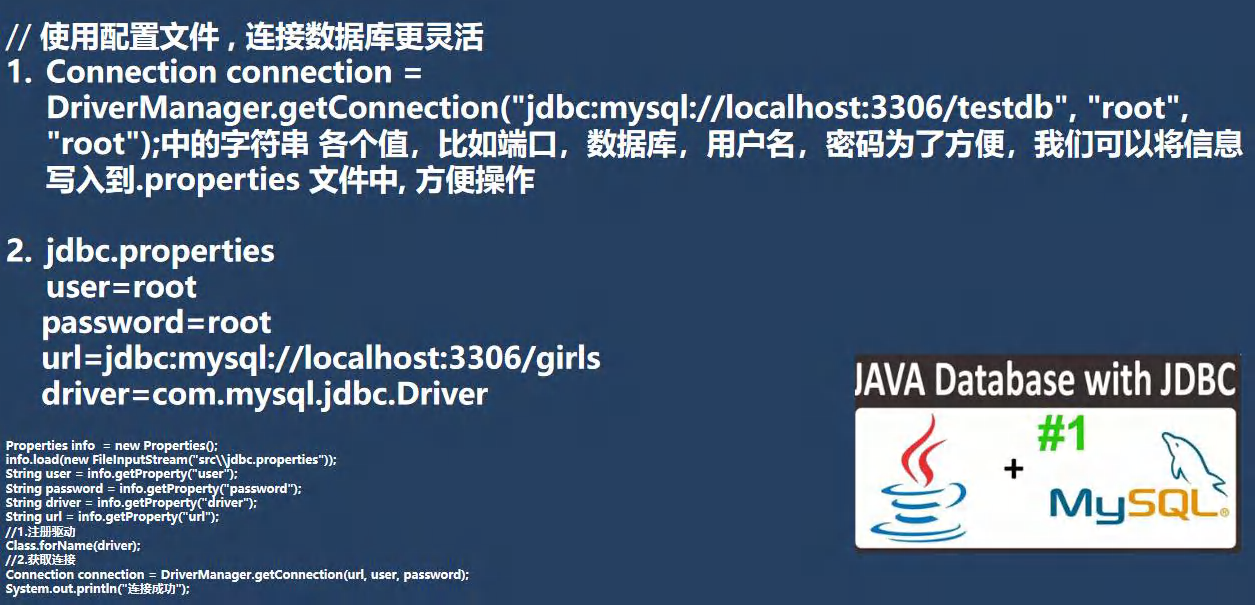 // 使用配置文件，连接数据库更灵活
1. Connection connection =
DriverManager.getConnection("jdbc:mysql://localhost:3306/testdb", "root",
"root");中的字符串 各个值，比如端口，数据库，用户名，密码为了方便，我们可以将信息
写入到.properties 文件中, 方便操作
2. jdbc.properties
user=root
password=root
url=jdbc:mysql://localhost:3306/girls
driver=com.mysql.jdbc.Driver
JAVA Database with JDBC
#1
+
MySQL®
Properties info  = new Properties();
info.load(new FileInputStream("src\\jdbc.properties"));
String user = info.getProperty("user");
String password = info.getProperty("password");
String driver = info.getProperty("driver");
String url = info.getProperty("url");
//1.注册驱动
Class.forName(driver);
//2.获取连接
Connection connection = DriverManager.getConnection(url, user, password);
System.out.println("连接成功");